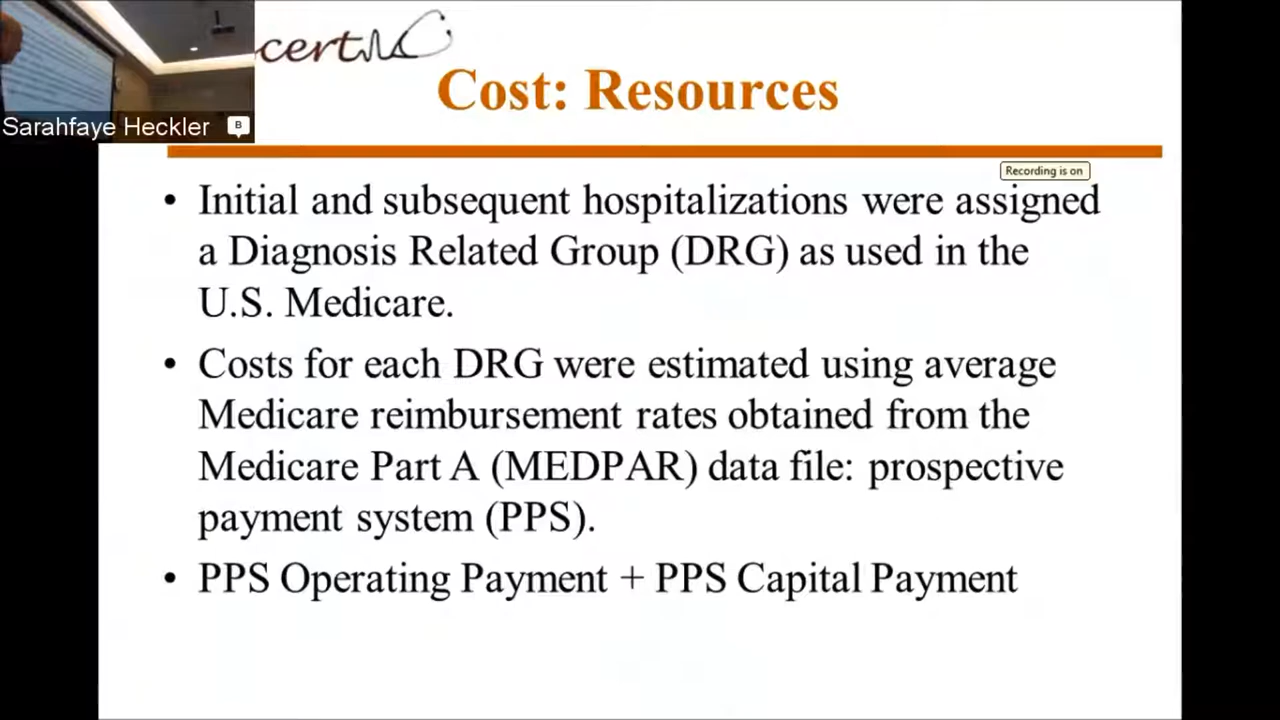 certMC
Cost: Resources
Sarahfaye Heckler
B
Recording is on
• Initial and subsequent hospitalizations were assigned
a Diagnosis Related Group (DRG) as used in the
U.S. Medicare.
• Costs for each DRG were estimated using average
Medicare reimbursement rates obtained from the
Medicare Part A (MEDPAR) data file: prospective
payment system (PPS).
• PPS Operating Payment + PPS Capital Payment